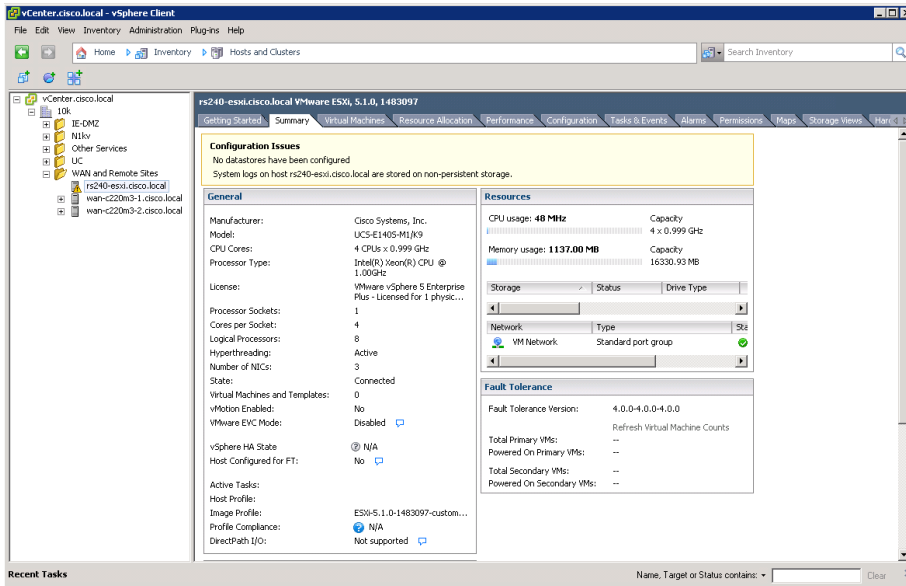 vCenter.cisco.local - vSphere Client
File Edit View Inventory Administration Plug-ins Help
Home Inventory Hosts and Clusters
Search Inventory
vCenter.cisco.local
10k
IE-DMZ
N1kv
Other Services
UC
WAN and Remote Sites
rs240-esxi.cisco.local
wan-c220m3-1.cisco.local
wan-c220m3-2.cisco.local
rs240-esxi.cisco.local VMware ESXi, 5.1.0, 1483097
Getting Started Summary Virtual Machines Resource Allocation Performance Configuration Tasks & Events Alarms Permissions Maps Storage Views Hard
Configuration Issues
No datastores have been configured
System logs on host rs240-esxi.cisco.local are stored on non-persistent storage.
General
Manufacturer: Cisco Systems, Inc.
Model: UCS-E140S-M1/K9
CPU Cores: 4 CPUs x 0.999 GHz
Processor Type: Intel(R) Xeon(R) CPU @
1.00GHz
License: VMware vSphere 5 Enterprise
Plus - Licensed for 1 physic...
Processor Sockets: 1
Cores per Socket: 4
Logical Processors: 8
Hyperthreading: Active
Number of NICs: 3
State: Connected
Virtual Machines and Templates: 0
vMotion Enabled: No
VMware EVC Mode: Disabled
vSphere HA State N/A
Host Configured for FT: No
Active Tasks:
Host Profile:
Image Profile: ESXi-5.1.0-1483097-custom...
Profile Compliance: N/A
DirectPath I/O: Not supported
Resources
CPU usage: 48 MHz Capacity
4 x 0.999 GHz
Memory usage: 1137.00 MB Capacity
16330.93 MB
Storage Status Drive Type
Network Type Sta
VM Network Standard port group
Fault Tolerance
Fault Tolerance Version: 4.0.0-4.0.0-4.0.0
Refresh Virtual Machine Counts
Total Primary VMs: --
Powered On Primary VMs: --
Total Secondary VMs: --
Powered On Secondary VMs: --
Recent Tasks
Name, Target or Status contains: Clear